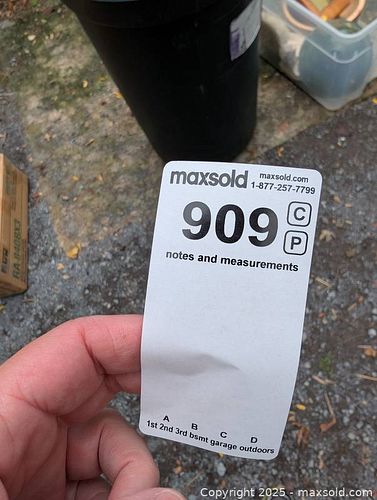 maxsold maxsold.com
1-877-257-7799
909 C
P
notes and measurements
A B C D
1st 2nd 3rd bsmt garage outdoors
Copyright © 2025 - maxsold.com